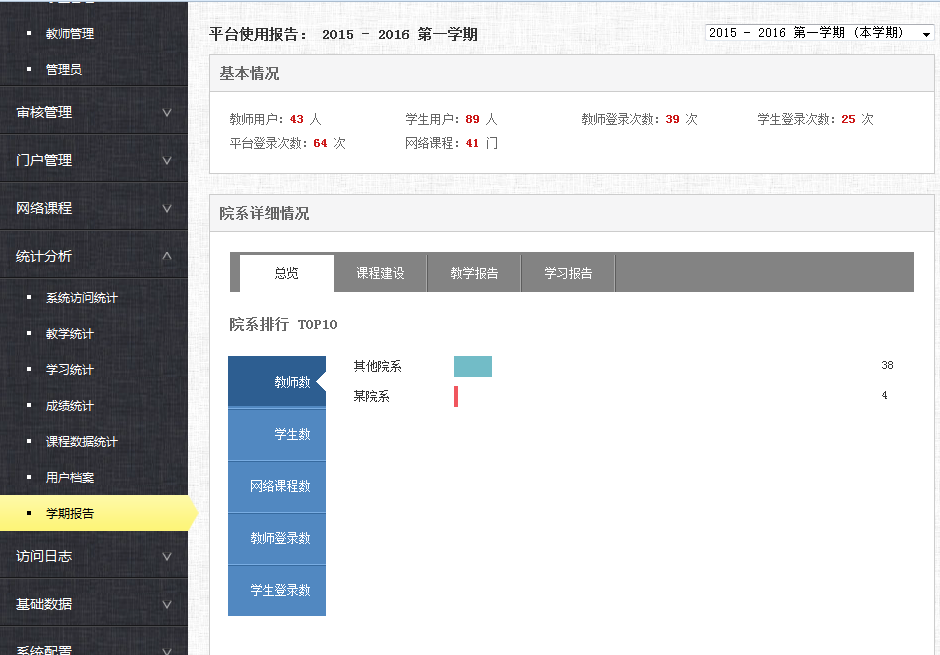 教师管理
管理员
审核管理
门户管理
网络课程
统计分析
系统访问统计
教学统计
学习统计
成绩统计
课程数据统计
用户档案
学期报告
访问日志
基础数据
系统配置
平台使用报告： 2015 - 2016 第一学期
2015 - 2016 第一学期 (本学期)
基本情况
教师用户: 43 人 学生用户: 89 人 教师登录次数: 39 次 学生登录次数: 25 次
平台登录次数: 64 次 网络课程: 41 门
院系详细情况
总览 课程建设 教学报告 学习报告
院系排行 TOP10
教师数
学生数
网络课程数
教师登录数
学生登录数
其他院系 38
某院系 4